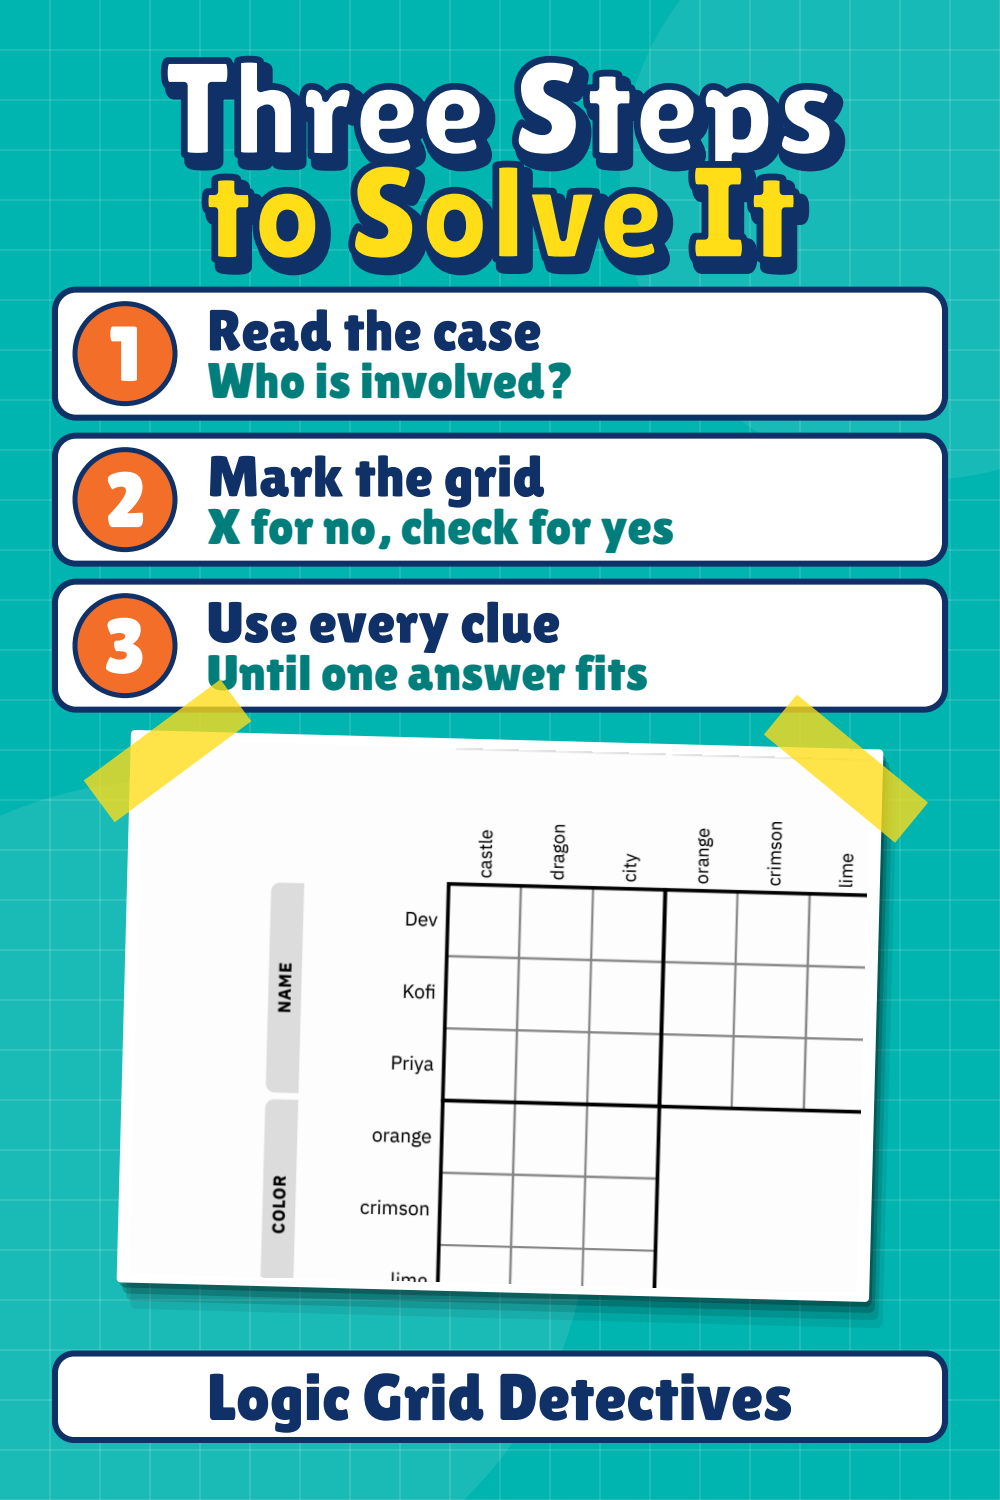 Three Steps
to Solve It
1
Read the case
Who is involved?
2
Mark the grid
X for no, check for yes
3
Use every clue
Until one answer fits
castle
dragon
city
orange
crimson
lime
NAME
Dev
Kofi
Priya
COLOR
orange
crimson
lime
Logic Grid Detectives